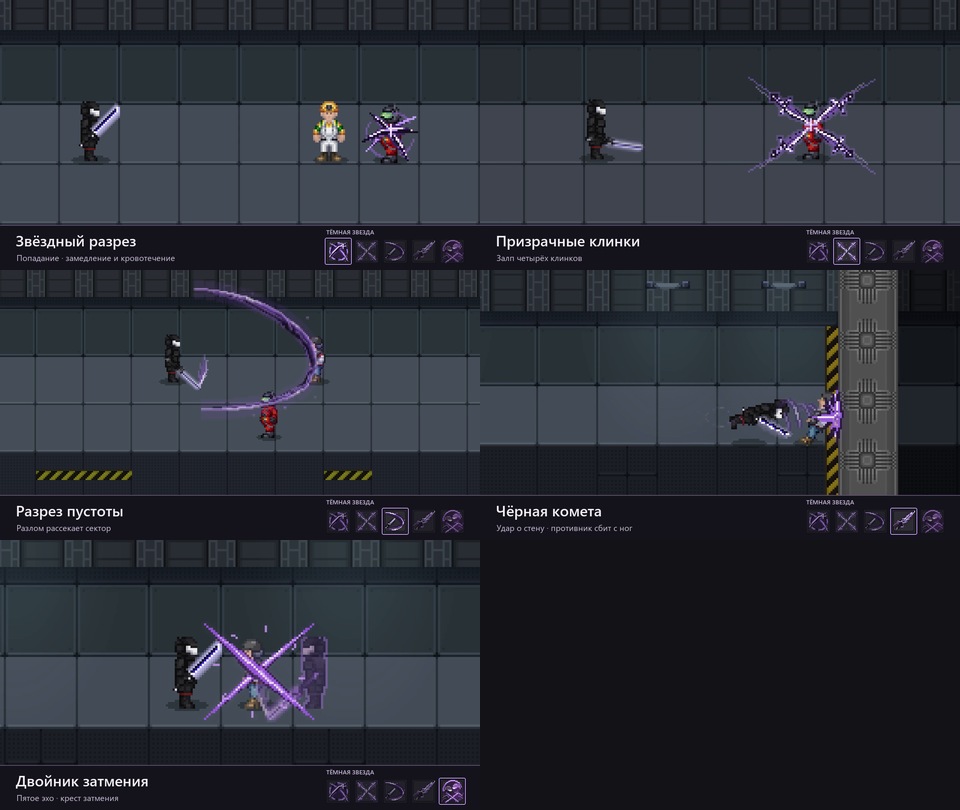 ТЁМНАЯ ЗВЕЗДА
Звёздный разрез
Попадание · замедление и кровотечение
ТЁМНАЯ ЗВЕЗДА
Призрачные клинки
Залп четырёх клинков
ТЁМНАЯ ЗВЕЗДА
Разрез пустоты
Разлом рассекает сектор
ТЁМНАЯ ЗВЕЗДА
Чёрная комета
Удар о стену · противник сбит с ног
ТЁМНАЯ ЗВЕЗДА
Двойник затмения
Пятое эхо · крест затмения